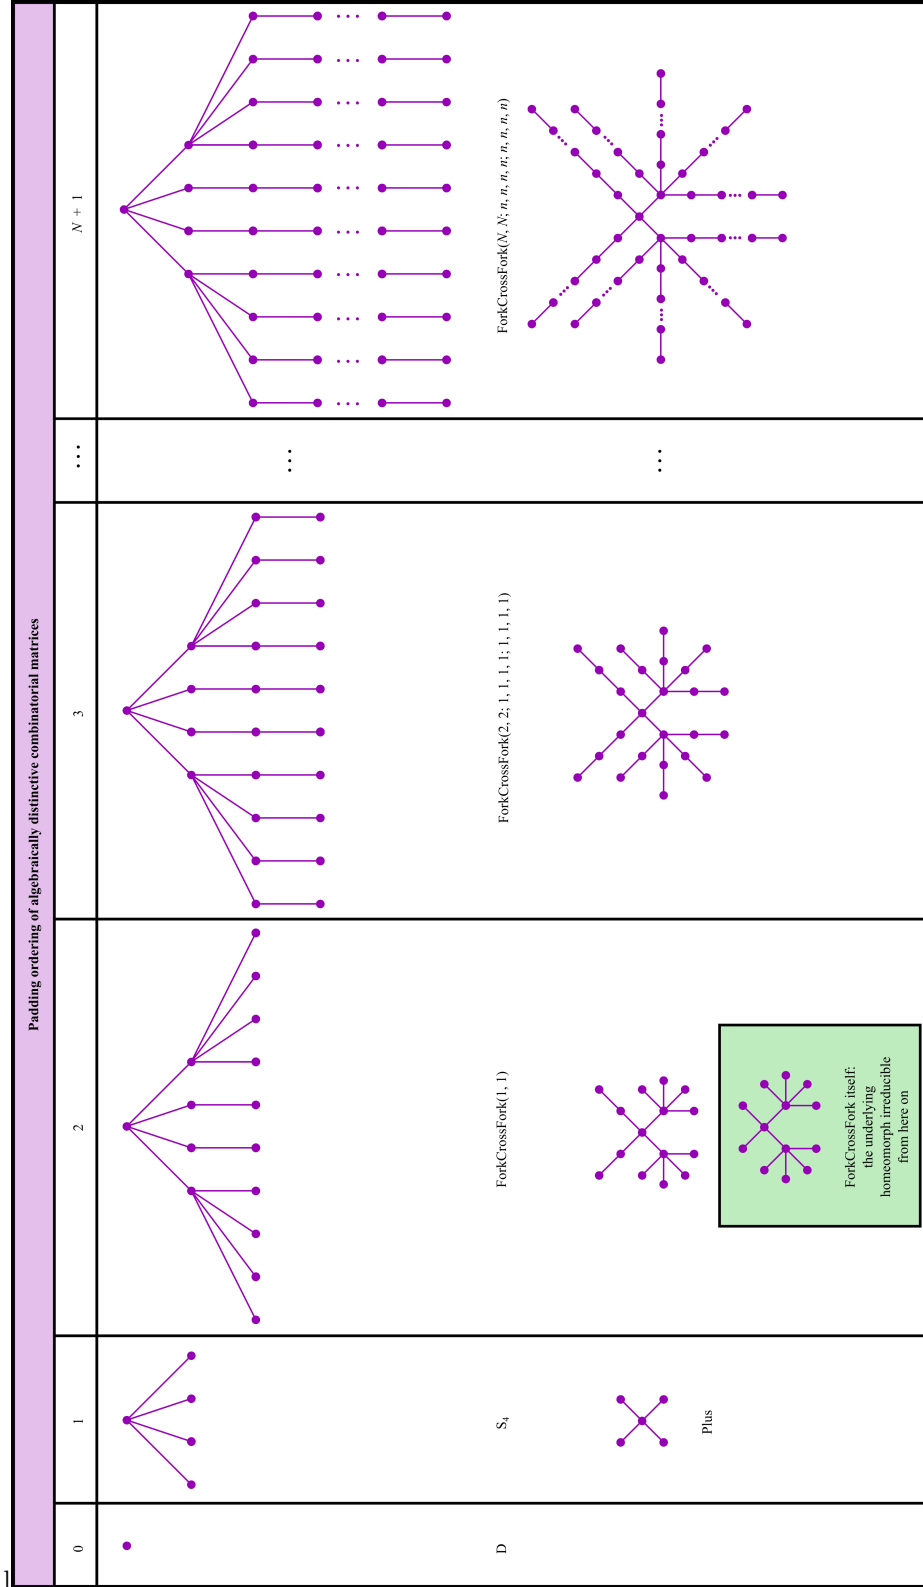 Padding ordering of algebraically distinctive combinatorial matrices
0
1
2
3
...
N + 1
D
S₄
ForkCrossFork(1, 1)
ForkCrossFork(2, 2: 1, 1, 1, 1; 1, 1, 1, 1)
...
ForkCrossFork(N, N; n, n, n, n; n, n, n, n)
Plus
...
ForkCrossFork itself:
the underlying
homeomorph irreducible
from here on